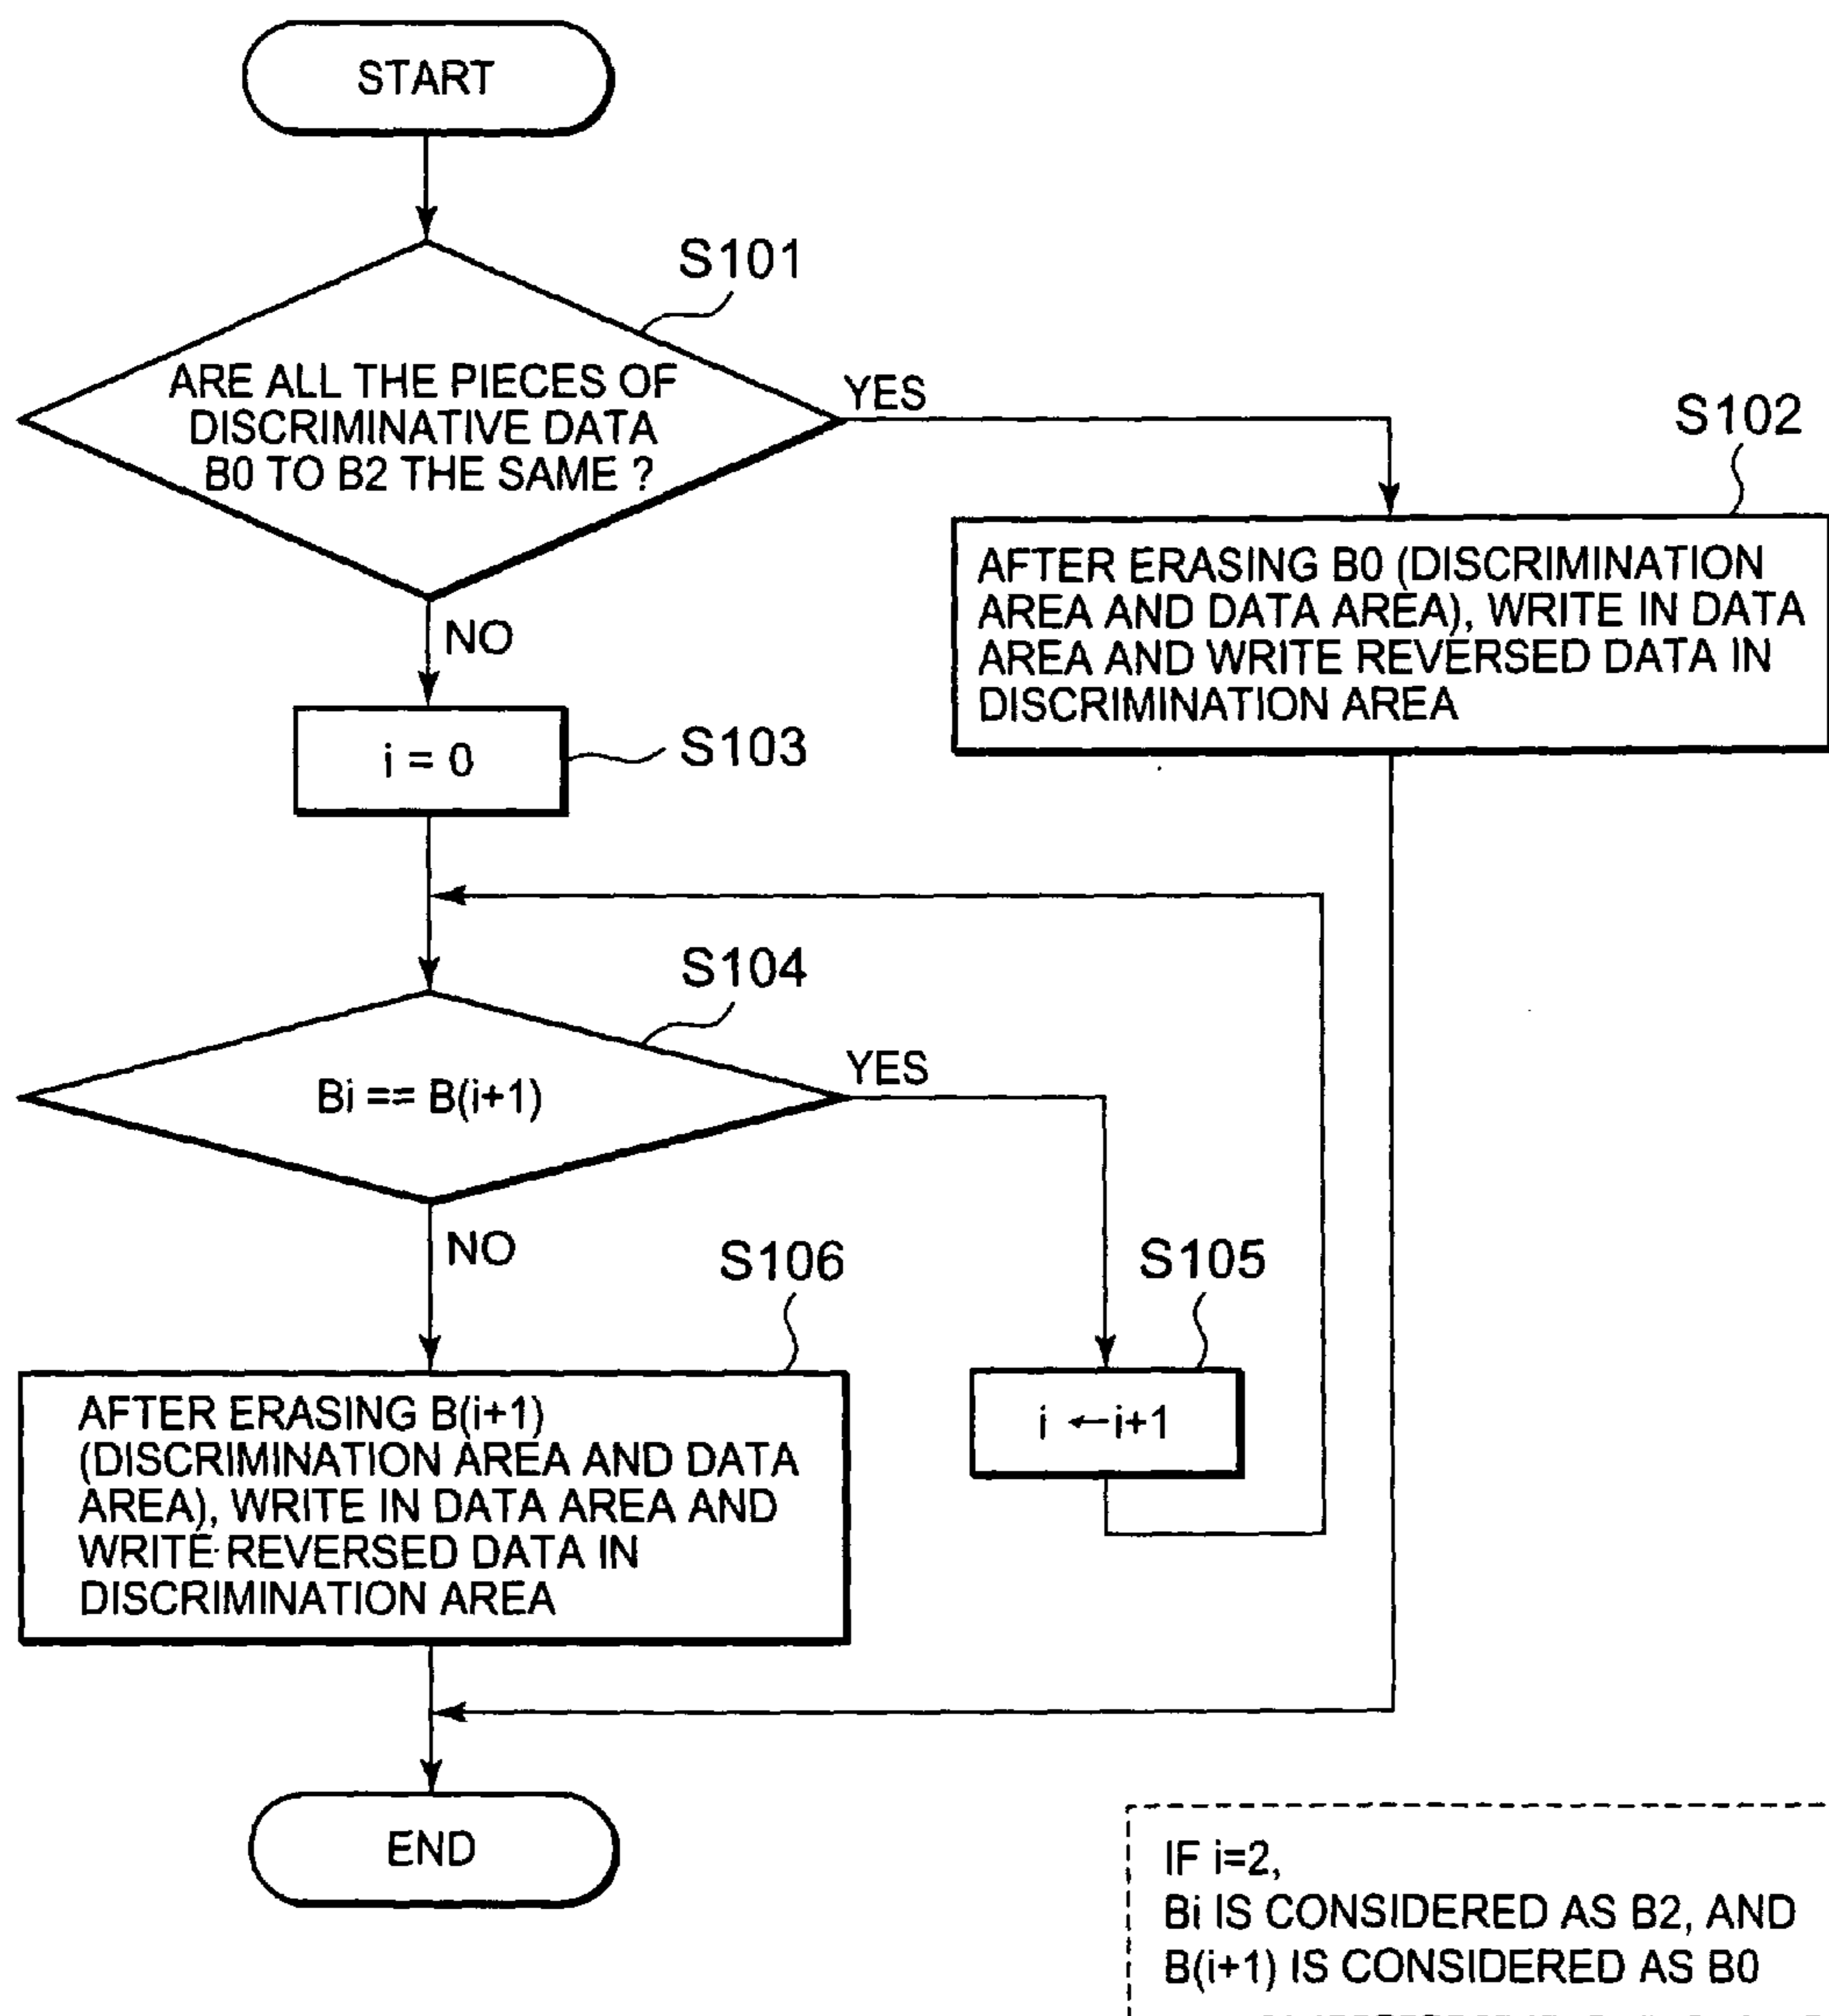 START
S101
ARE ALL THE PIECES OF
DISCRIMINATIVE DATA
B0 TO B2 THE SAME ?
YES
S102
AFTER ERASING B0 (DISCRIMINATION
AREA AND DATA AREA), WRITE IN DATA
AREA AND WRITE REVERSED DATA IN
DISCRIMINATION AREA
NO
i = 0
S103
S104
Bi == B(i+1)
YES
NO
S106
S105
AFTER ERASING B(i+1)
(DISCRIMINATION AREA AND DATA
AREA), WRITE IN DATA AREA AND
WRITE REVERSED DATA IN
DISCRIMINATION AREA
i ←i+1
END
IF i=2,
Bi IS CONSIDERED AS B2, AND
B(i+1) IS CONSIDERED AS B0